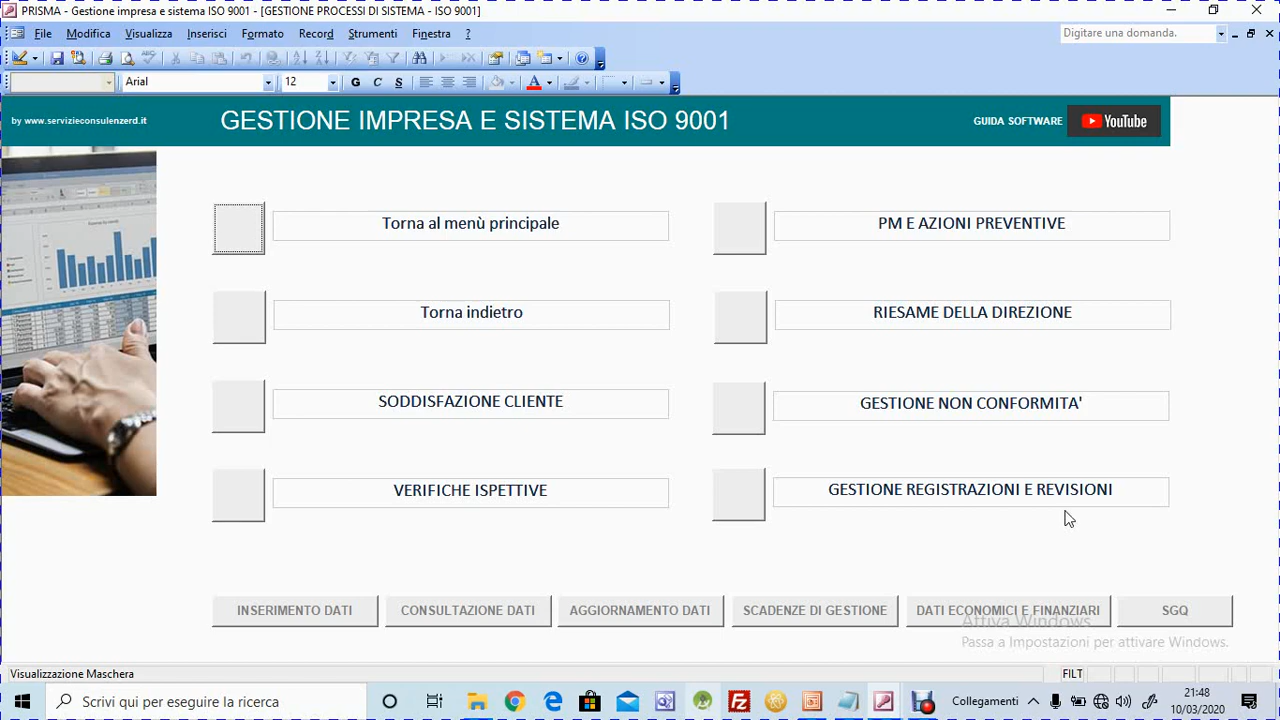 PRISMA - Gestione impresa e sistema ISO 9001 - [GESTIONE PROCESSI DI SISTEMA - ISO 9001]
File Modifica Visualizza Inserisci Formato Record Strumenti Finestra ? Digitare una domanda.
Arial 12 G C S A
by www.servizieconsulenzerd.it GESTIONE IMPRESA E SISTEMA ISO 9001 GUIDA SOFTWARE YouTube
Torna al menù principale PM E AZIONI PREVENTIVE
Torna indietro RIESAME DELLA DIREZIONE
SODDISFAZIONE CLIENTE GESTIONE NON CONFORMITA'
VERIFICHE ISPETTIVE GESTIONE REGISTRAZIONI E REVISIONI
INSERIMENTO DATI CONSULTAZIONE DATI AGGIORNAMENTO DATI SCADENZE DI GESTIONE DATI ECONOMICI E FINANZIARI SGQ
Attiva Windows
Passa a Impostazioni per attivare Windows.
Visualizzazione Maschera FILT
Scrivi qui per eseguire la ricerca Collegamenti 21:48
10/03/2020